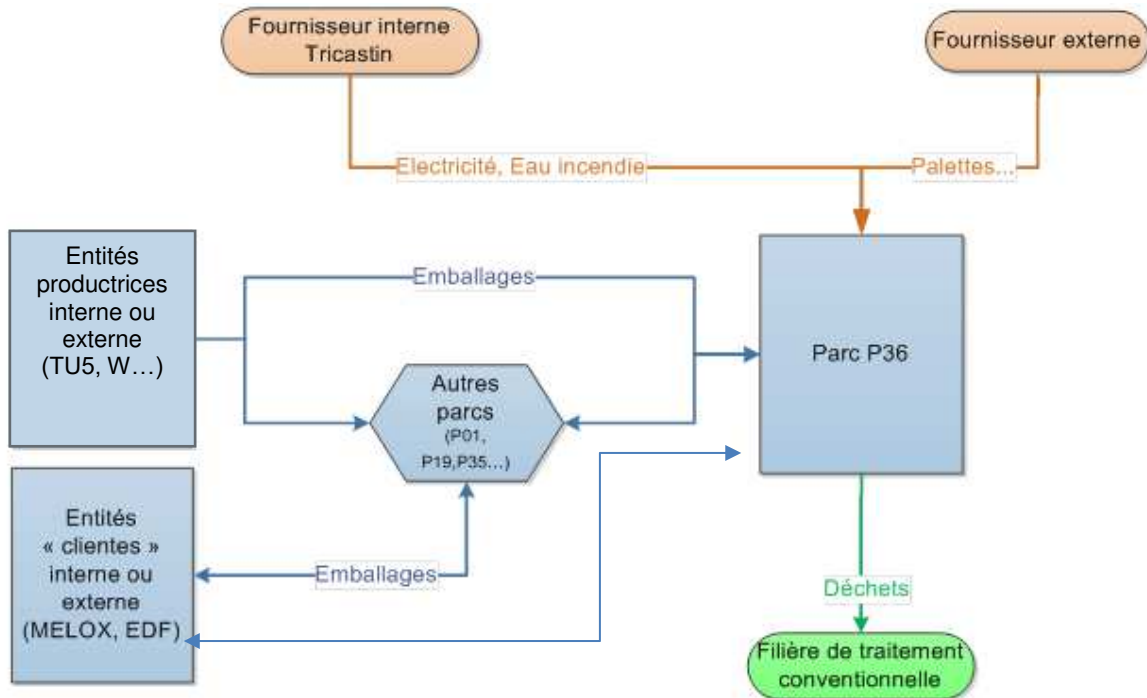 Fournisseur interne
Tricastin
Fournisseur externe
Electricité, Eau incendie
Palettes...
Entités
productrices
interne ou
externe
(TU5, W…)
Emballages
Parc P36
Autres
parcs
(P01,
P19,P35...)
Entités
« clientes »
interne ou
externe
(MELOX, EDF)
Emballages
Déchets
Filière de traitement
conventionnelle